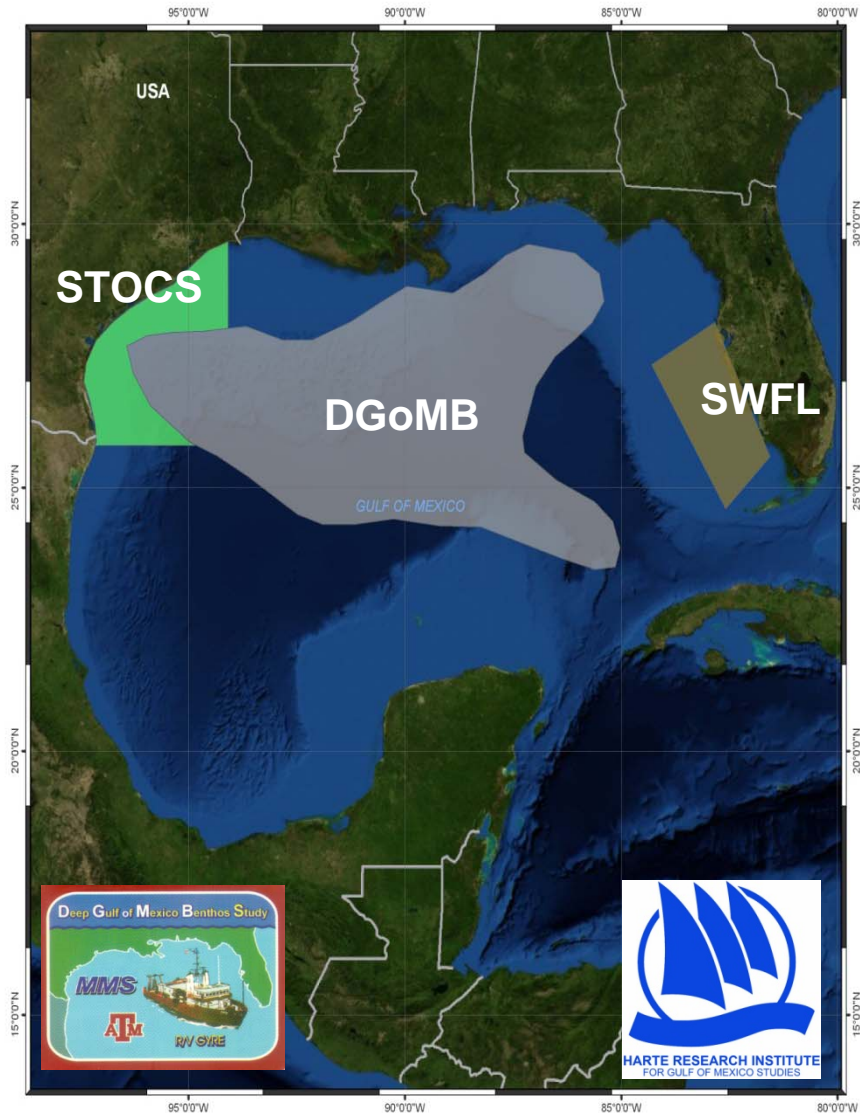 95°0'0"W
90°0'0"W
85°0'0"W
80°0'0"W
USA
30°0'0"N
30°0'0"N
STOCS
DGoMB
SWFL
25°0'0"N
25°0'0"N
GULF OF MEXICO
20°0'0"N
20°0'0"N
Deep Gulf of Mexico Benthos Study
MMS
ATM
R/V GYRE
15°0'0"N
15°0'0"N
HARTE RESEARCH INSTITUTE
FOR GULF OF MEXICO STUDIES
95°0'0"W
90°0'0"W
85°0'0"W
80°0'0"W